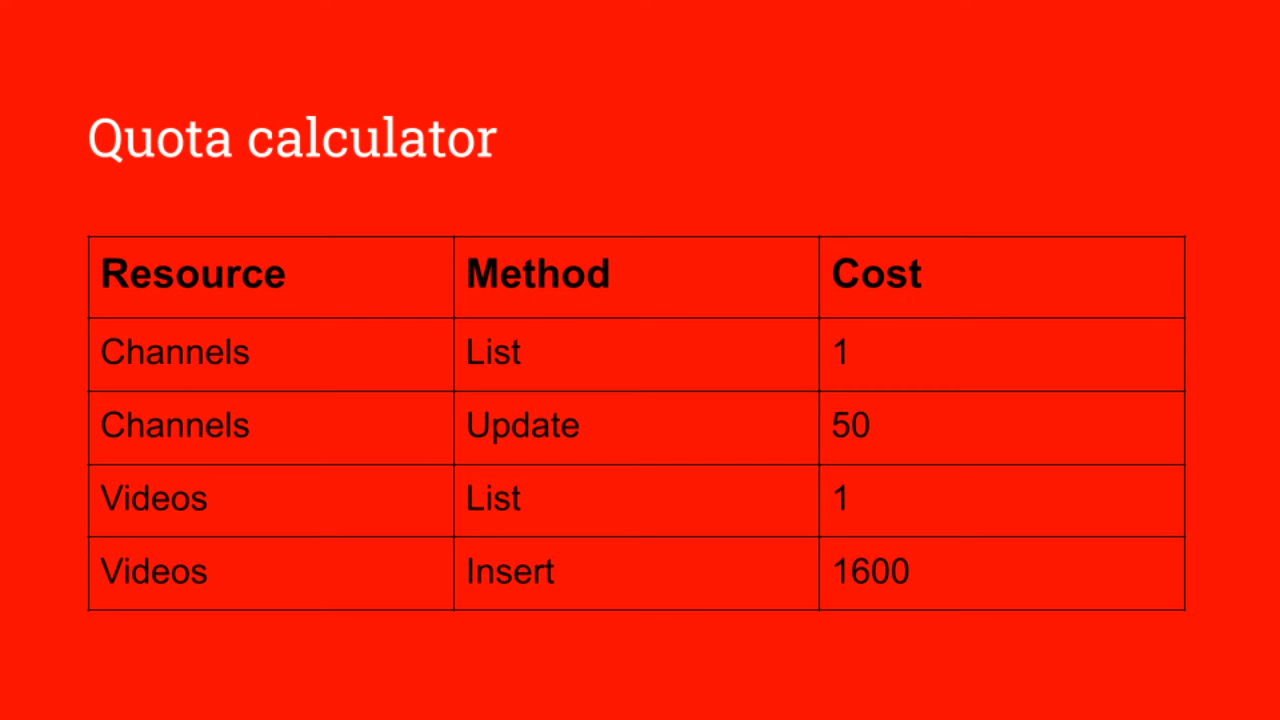 Quota calculator
Resource Method Cost
Channels List 1
Channels Update 50
Videos List 1
Videos Insert 1600